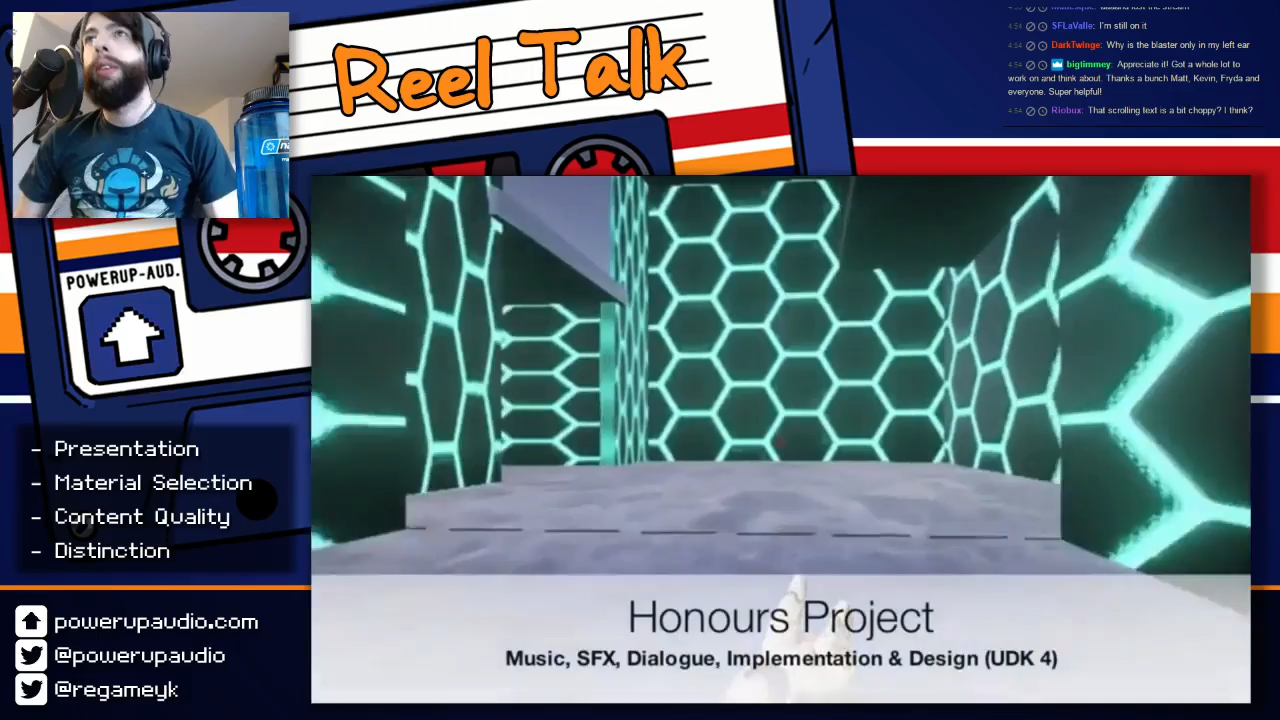 Reel Talk
POWERUP-AUD.
4:54 SFLaValle: I'm still on it
4:54 DarkTwinge: Why is the blaster only in my left ear
4:54 bigtimmey: Appreciate it! Got a whole lot to
work on and think about. Thanks a bunch Matt, Kevin, Fryda and
everyone. Super helpful!
4:54 Riobux: That scrolling text is a bit choppy? I think?
- Presentation
- Material Selection
- Content Quality
- Distinction
powerupaudio.com
@powerupaudio
@regameyk
Honours Project
Music, SFX, Dialogue, Implementation & Design (UDK 4)